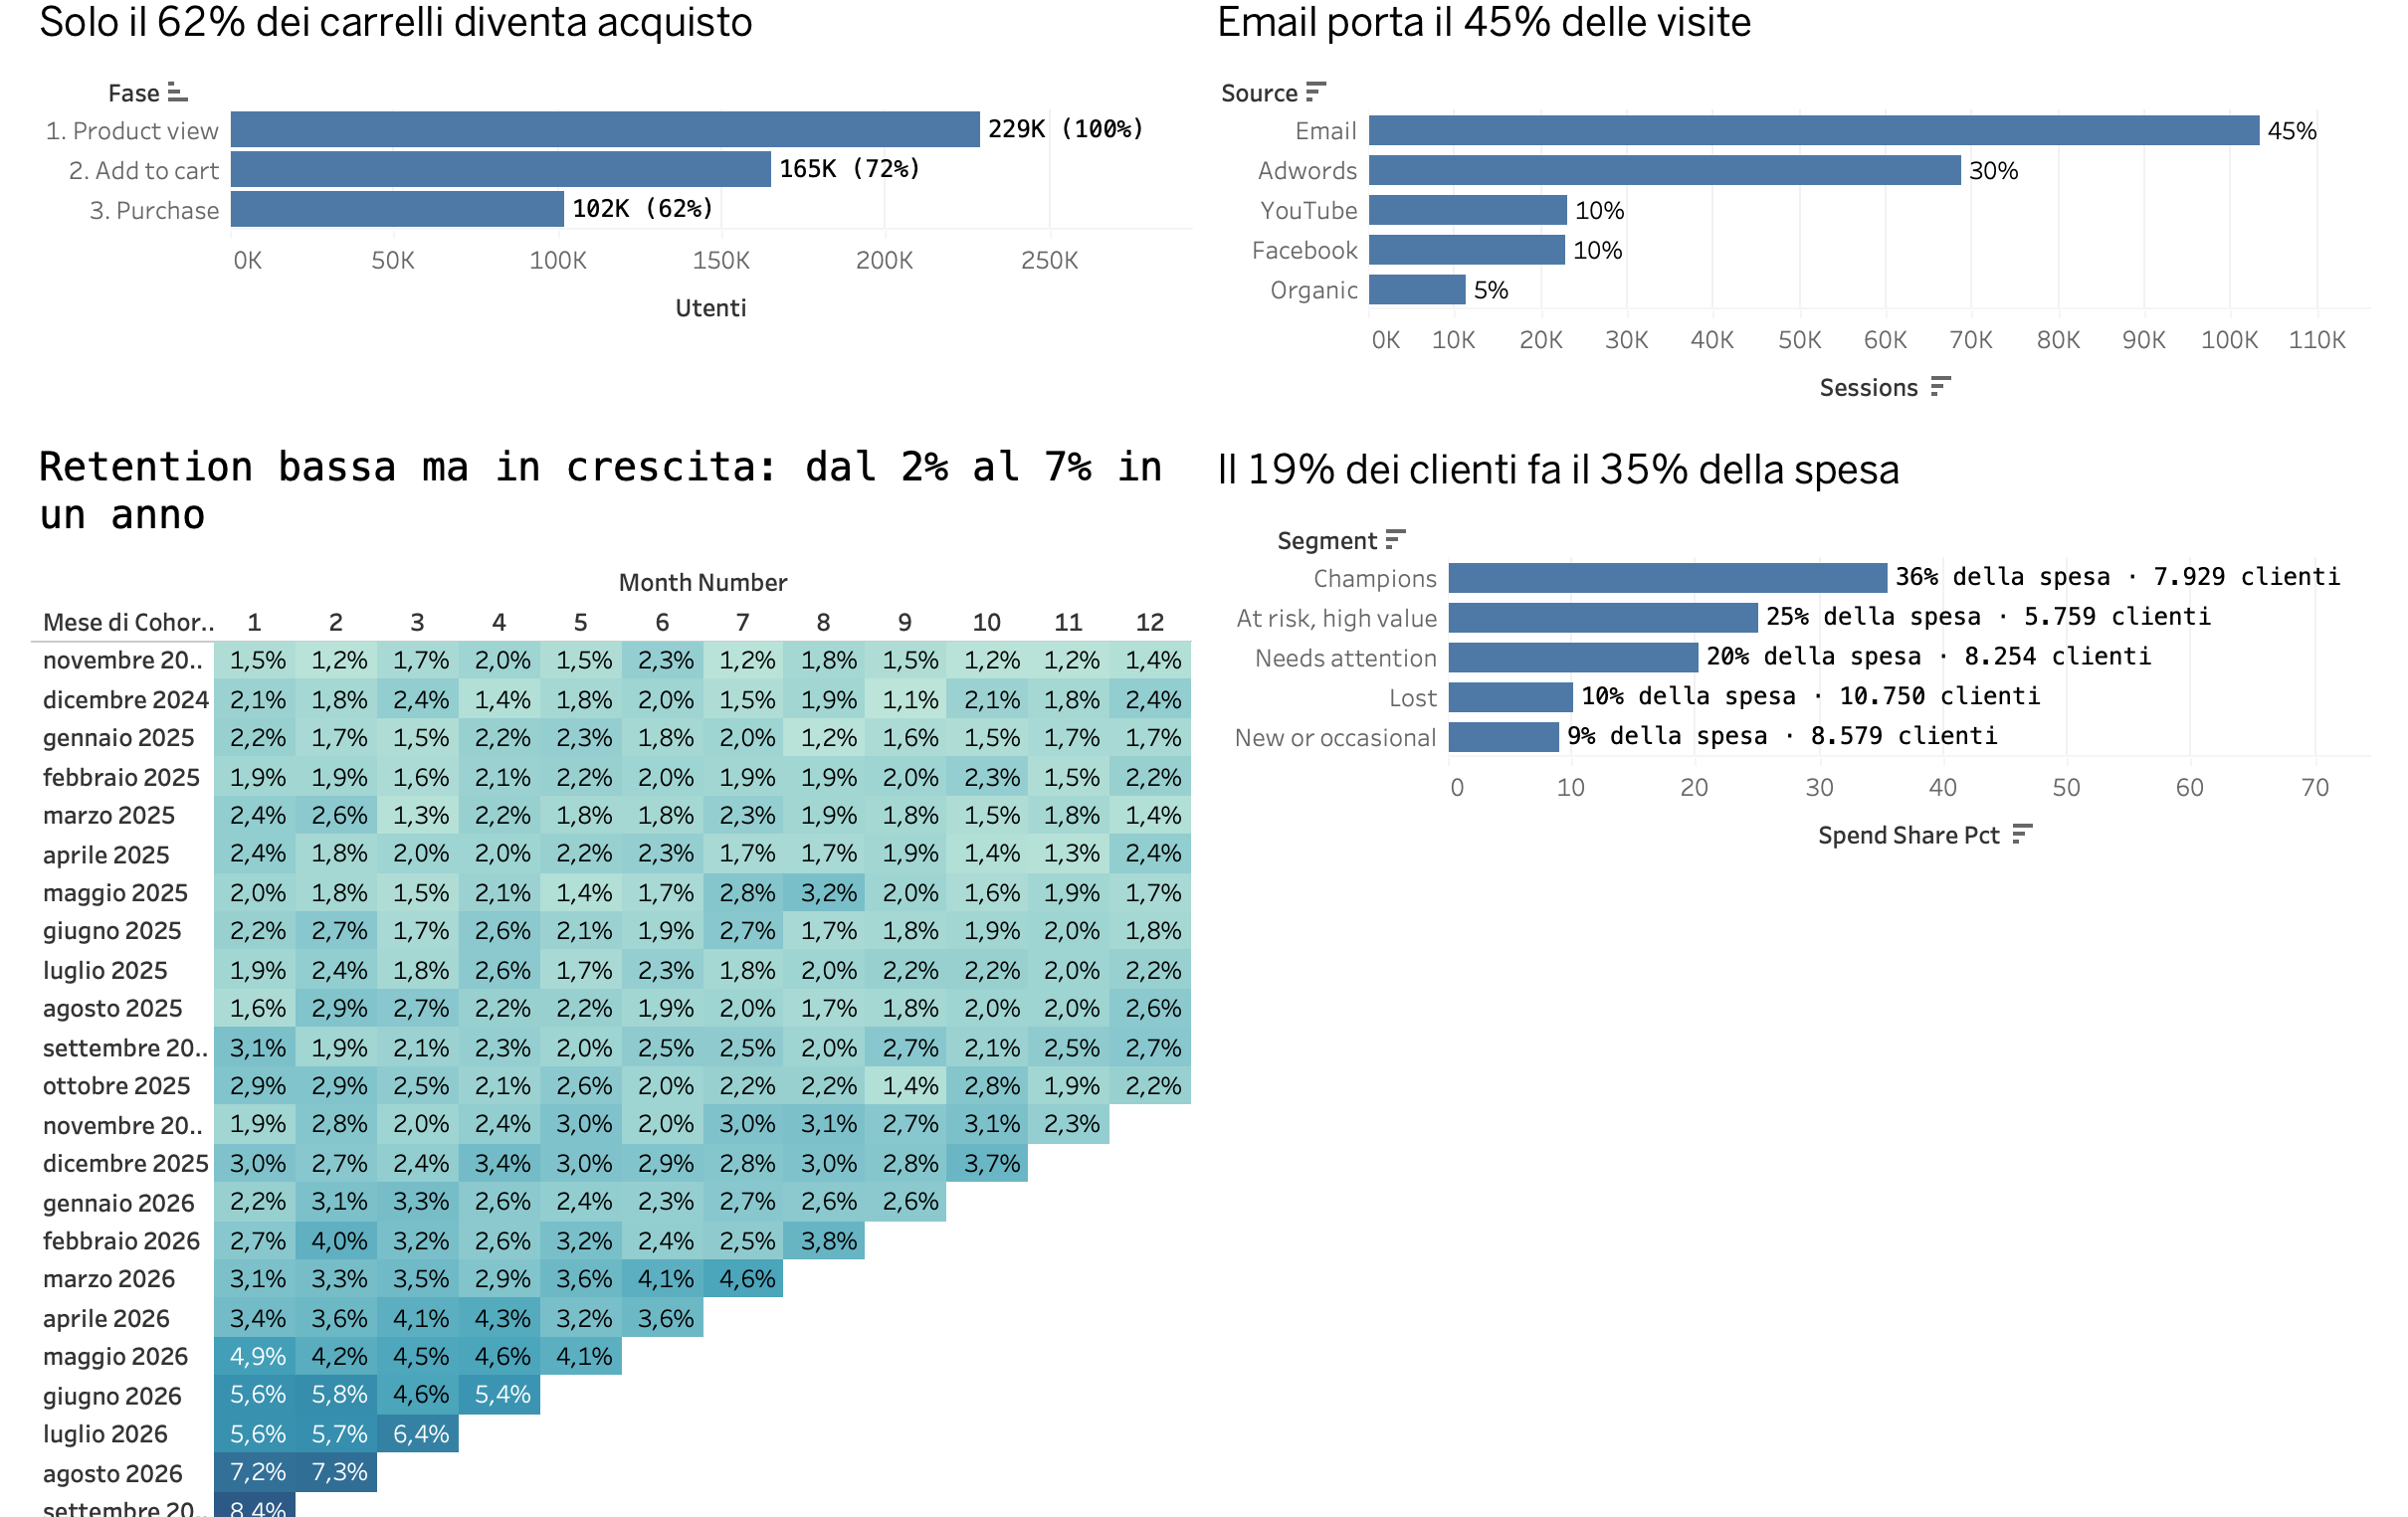 Solo il 62% dei carrelli diventa acquisto
Fase
1. Product view 229K (100%)
2. Add to cart 165K (72%)
3. Purchase 102K (62%)
0K 50K 100K 150K 200K 250K
Utenti
Email porta il 45% delle visite
Source
Email 45%
Adwords 30%
YouTube 10%
Facebook 10%
Organic 5%
0K 10K 20K 30K 40K 50K 60K 70K 80K 90K 100K 110K
Sessions
Retention bassa ma in crescita: dal 2% al 7% in
un anno
Month Number
Mese di Cohor.. 1 2 3 4 5 6 7 8 9 10 11 12
novembre 20.. 1,5% 1,2% 1,7% 2,0% 1,5% 2,3% 1,2% 1,8% 1,5% 1,2% 1,2% 1,4%
dicembre 2024 2,1% 1,8% 2,4% 1,4% 1,8% 2,0% 1,5% 1,9% 1,1% 2,1% 1,8% 2,4%
gennaio 2025 2,2% 1,7% 1,5% 2,2% 2,3% 1,8% 2,0% 1,2% 1,6% 1,5% 1,7% 1,7%
febbraio 2025 1,9% 1,9% 1,6% 2,1% 2,2% 2,0% 1,9% 1,9% 2,0% 2,3% 1,5% 2,2%
marzo 2025 2,4% 2,6% 1,3% 2,2% 1,8% 1,8% 2,3% 1,9% 1,8% 1,5% 1,8% 1,4%
aprile 2025 2,4% 1,8% 2,0% 2,0% 2,2% 2,3% 1,7% 1,7% 1,9% 1,4% 1,3% 2,4%
maggio 2025 2,0% 1,8% 1,5% 2,1% 1,4% 1,7% 2,8% 3,2% 2,0% 1,6% 1,9% 1,7%
giugno 2025 2,2% 2,7% 1,7% 2,6% 2,1% 1,9% 2,7% 1,7% 1,8% 1,9% 2,0% 1,8%
luglio 2025 1,9% 2,4% 1,8% 2,6% 1,7% 2,3% 1,8% 2,0% 2,2% 2,2% 2,0% 2,2%
agosto 2025 1,6% 2,9% 2,7% 2,2% 2,2% 1,9% 2,0% 1,7% 1,8% 2,0% 2,0% 2,6%
settembre 20.. 3,1% 1,9% 2,1% 2,3% 2,0% 2,5% 2,5% 2,0% 2,7% 2,1% 2,5% 2,7%
ottobre 2025 2,9% 2,9% 2,5% 2,1% 2,6% 2,0% 2,2% 2,2% 1,4% 2,8% 1,9% 2,2%
novembre 20.. 1,9% 2,8% 2,0% 2,4% 3,0% 2,0% 3,0% 3,1% 2,7% 3,1% 2,3%
dicembre 2025 3,0% 2,7% 2,4% 3,4% 3,0% 2,9% 2,8% 3,0% 2,8% 3,7%
gennaio 2026 2,2% 3,1% 3,3% 2,6% 2,4% 2,3% 2,7% 2,6% 2,6%
febbraio 2026 2,7% 4,0% 3,2% 2,6% 3,2% 2,4% 2,5% 3,8%
marzo 2026 3,1% 3,3% 3,5% 2,9% 3,6% 4,1% 4,6%
aprile 2026 3,4% 3,6% 4,1% 4,3% 3,2% 3,6%
maggio 2026 4,9% 4,2% 4,5% 4,6% 4,1%
giugno 2026 5,6% 5,8% 4,6% 5,4%
luglio 2026 5,6% 5,7% 6,4%
agosto 2026 7,2% 7,3%
settembre 20.. 8,4%
Il 19% dei clienti fa il 35% della spesa
Segment
Champions 36% della spesa · 7.929 clienti
At risk, high value 25% della spesa · 5.759 clienti
Needs attention 20% della spesa · 8.254 clienti
Lost 10% della spesa · 10.750 clienti
New or occasional 9% della spesa · 8.579 clienti
0 10 20 30 40 50 60 70
Spend Share Pct